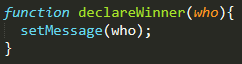 function declareWinner(who){
  setMessage(who);
}